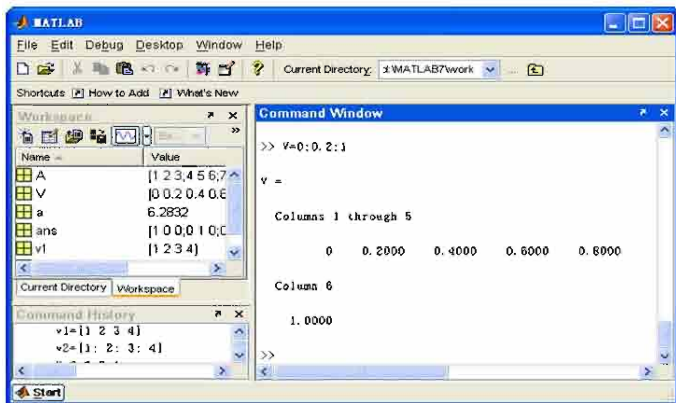 MATLAB
File Edit Debug Desktop Window Help
Current Directory: \MATLAB7\work
Shortcuts How to Add What's New
Workspace
Name Value
A [1 2 3;4 5 6;7
V [0 0.2 0.4 0.6
a 6.2832
ans [1 0 0;0 1 0;0
v1 [1 2 3 4]
Current Directory Workspace
Command History
v1=[1 2 3 4]
v2=[1; 2; 3; 4]
Command Window
>> V=0:0.2:1
V =
Columns 1 through 5
0 0.2000 0.4000 0.6000 0.8000
Column 6
1.0000
>>
Start